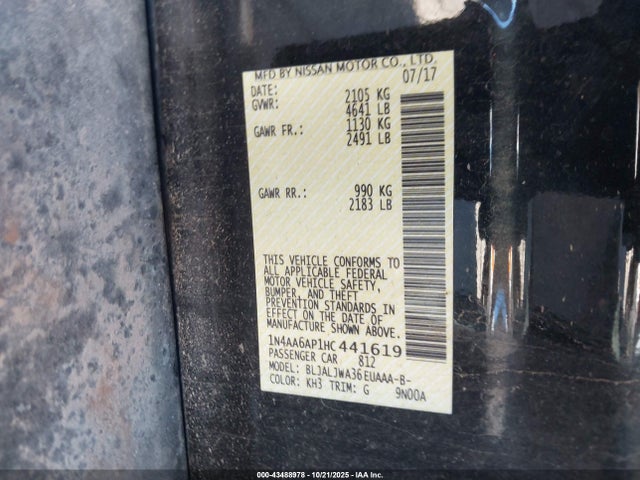 MFD BY NISSAN MOTOR CO., LTD.
DATE: 07/17
GVWR: 2105 KG
4641 LB
GAWR FR.: 1130 KG
2491 LB
GAWR RR.: 990 KG
2183 LB
THIS VEHICLE CONFORMS TO
ALL APPLICABLE FEDERAL
MOTOR VEHICLE SAFETY,
BUMPER, AND THEFT
PREVENTION STANDARDS IN
EFFECT ON THE DATE OF
MANUFACTURE SHOWN ABOVE.
1N4AA6AP1HC441619
PASSENGER CAR 812
MODEL: BLJALJWA36EUAAA-B-
COLOR: KH3 TRIM: G 9N00A
000-43488978 - 10/21/2025 - IAA Inc.